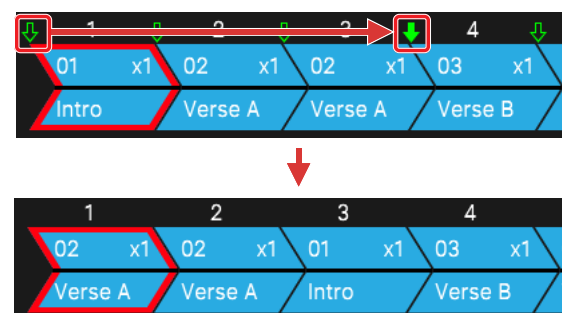 1 2 3 4
01 x1 02 x1 02 x1 03 x1
Intro Verse A Verse A Verse B
1 2 3 4
02 x1 02 x1 01 x1 03 x1
Verse A Verse A Intro Verse B